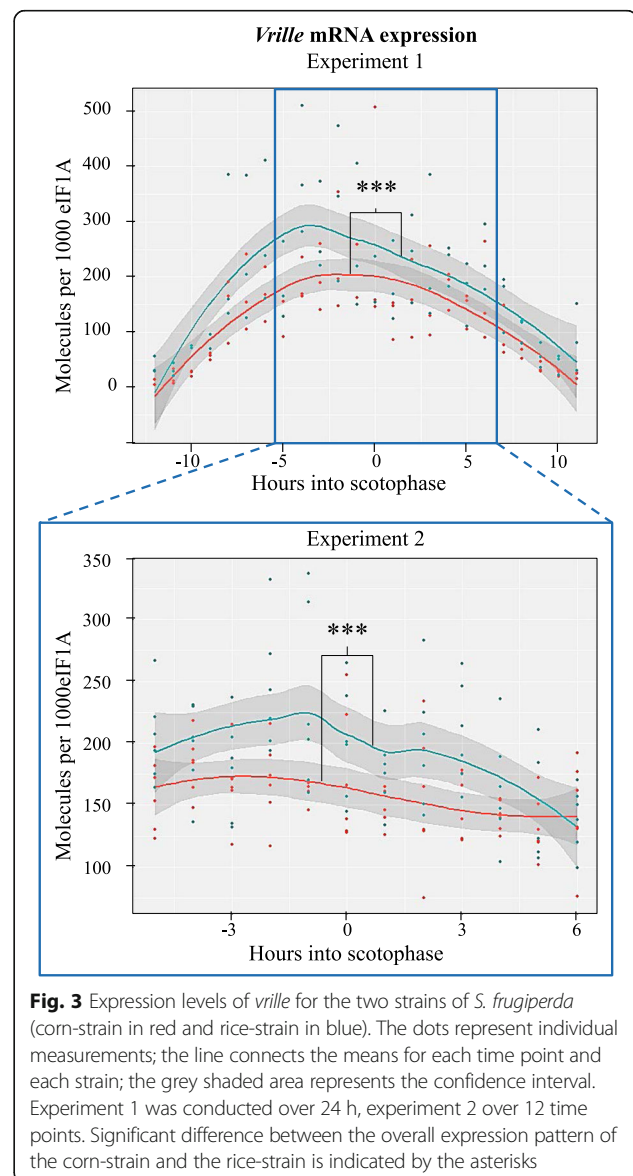 Vrille mRNA expression
Experiment 1
Molecules per 1000 eIF1A
500
400
300
200
100
0
***
-10
-5
0
5
10
Hours into scotophase
Experiment 2
Molecules per 1000eIF1A
350
300
250
200
150
100
***
-3
0
3
6
Hours into scotophase
Fig. 3 Expression levels of vrille for the two strains of S. frugiperda
(corn-strain in red and rice-strain in blue). The dots represent individual
measurements; the line connects the means for each time point and
each strain; the grey shaded area represents the confidence interval.
Experiment 1 was conducted over 24 h, experiment 2 over 12 time
points. Significant difference between the overall expression pattern of
the corn-strain and the rice-strain is indicated by the asterisks